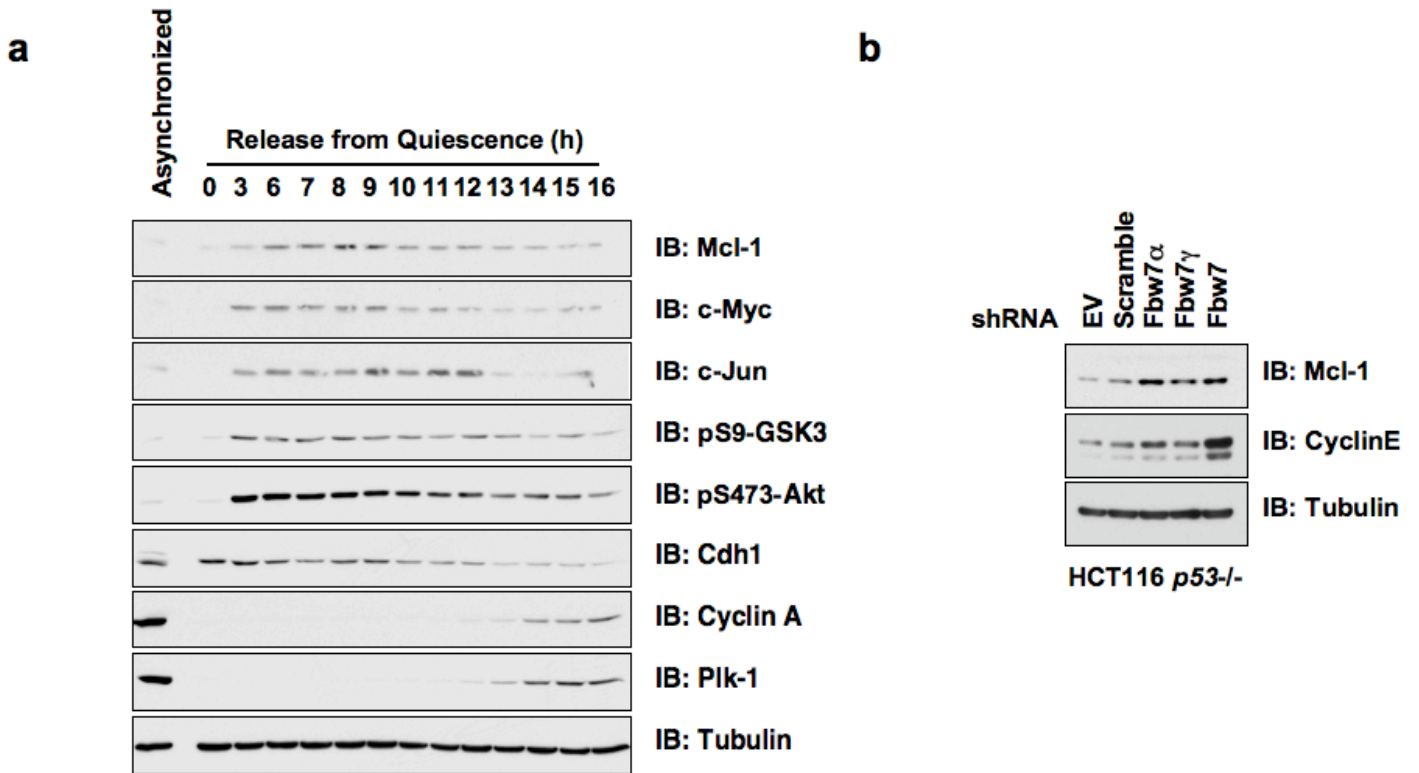 a
Asynchronized
Release from Quiescence (h)
0 3 6 7 8 9 10 11 12 13 14 15 16
IB: Mcl-1
IB: c-Myc
IB: c-Jun
IB: pS9-GSK3
IB: pS473-Akt
IB: Cdh1
IB: Cyclin A
IB: Plk-1
IB: Tubulin
b
shRNA
EV
Scramble
Fbw7α
Fbw7γ
Fbw7
IB: Mcl-1
IB: CyclinE
IB: Tubulin
HCT116 p53-/-